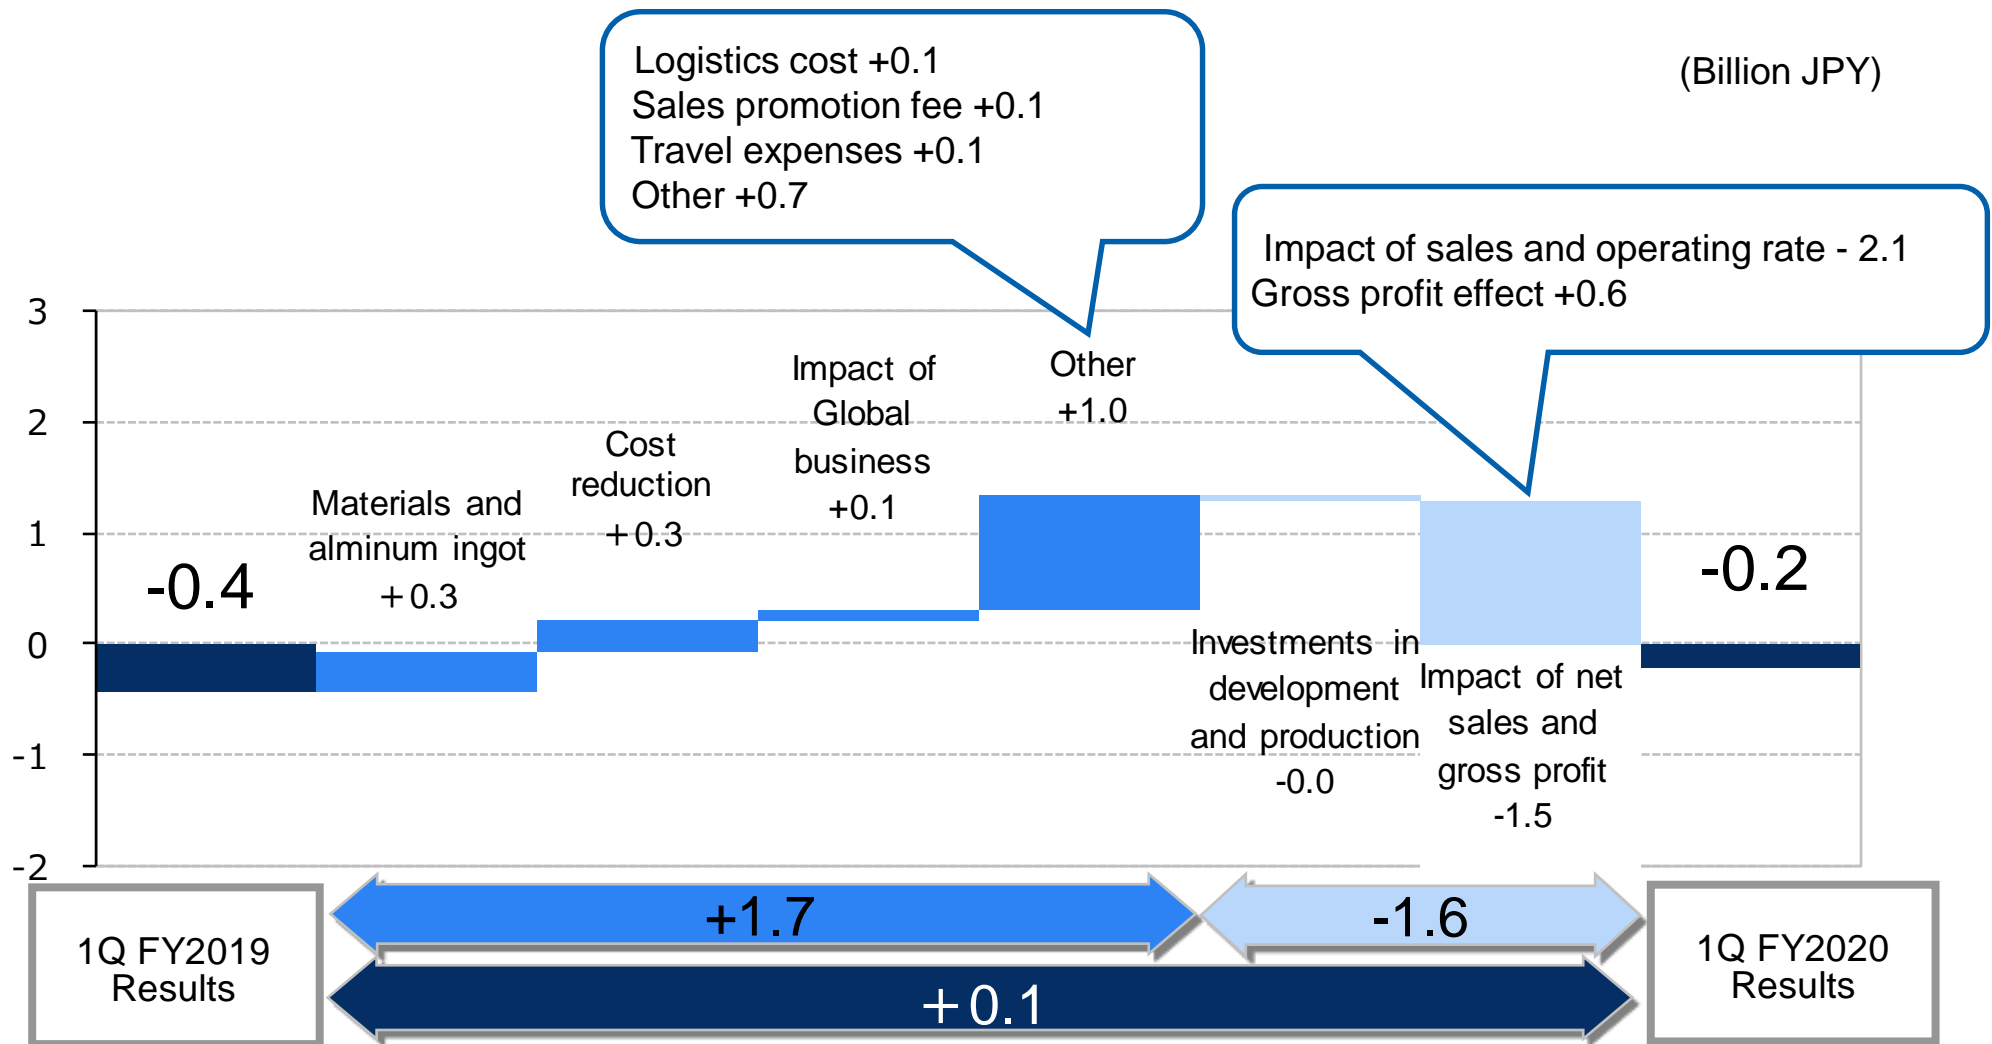 Logistics cost +0.1
Sales promotion fee +0.1
Travel expenses +0.1
Other +0.7
(Billion JPY)
Impact of sales and operating rate - 2.1
Gross profit effect +0.6
3
2
1
0
-1
-2
-0.4
Materials and
alminum ingot
+0.3
Cost
reduction
+0.3
Impact of
Global
business
+0.1
Other
+1.0
Investments in
development
and production
-0.0
Impact of net
sales and
gross profit
-1.5
-0.2
1Q FY2019
Results
+1.7
-1.6
+0.1
1Q FY2020
Results